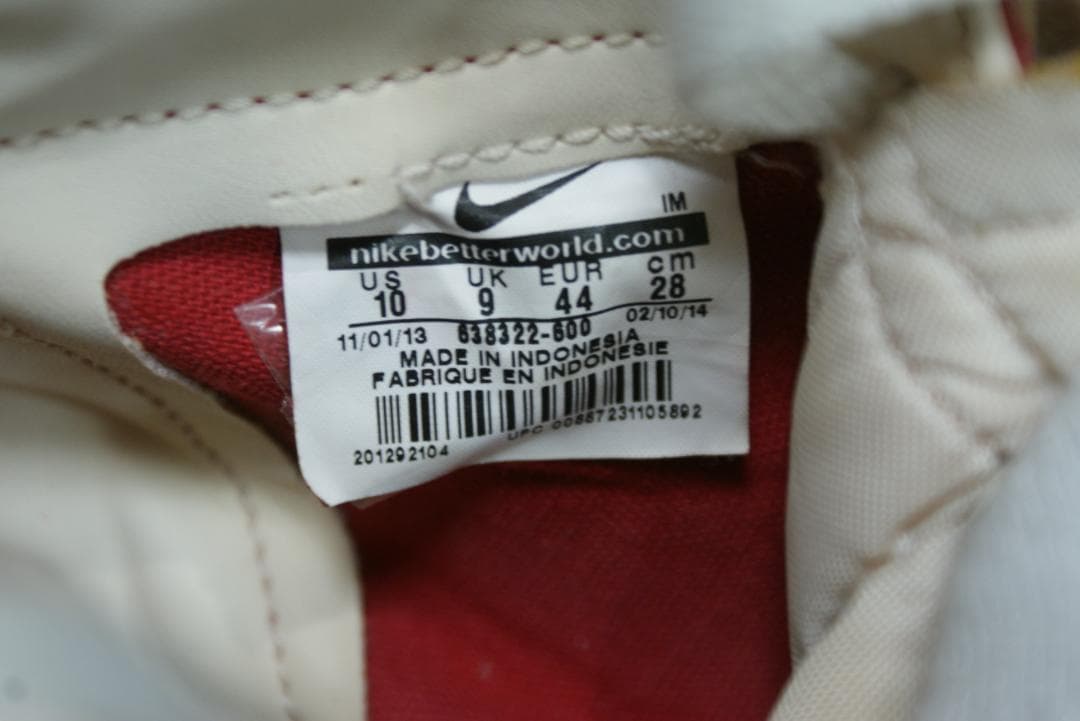 IM
nikebetterworld.com
US UK EUR cm
10 9 44 28
11/01/13 638322-600 02/10/14
MADE IN INDONESIA
FABRIQUE EN INDONESIE
201292104 UPC 00887231105892